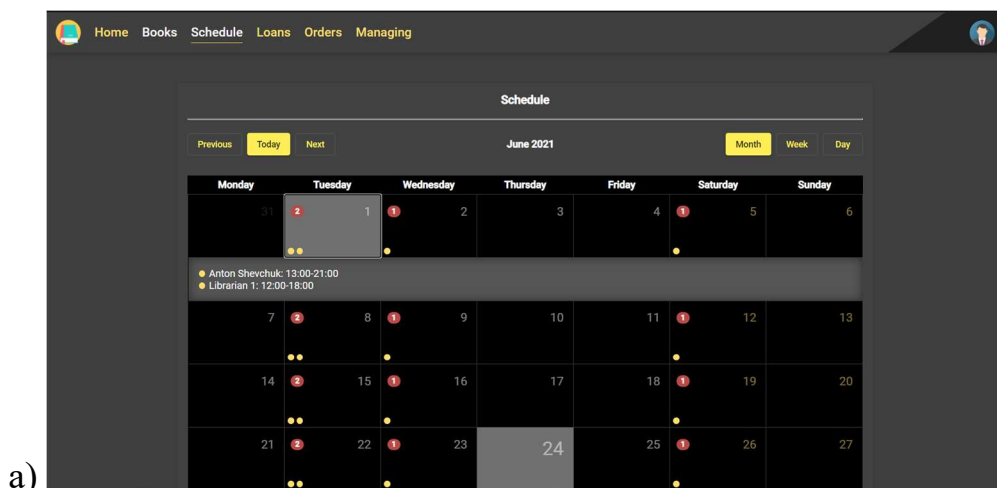 Home Books Schedule Loans Orders Managing
Schedule
Previous Today Next June 2021 Month Week Day
Monday Tuesday Wednesday Thursday Friday Saturday Sunday
31 2 1 1 2 3 4 1 5 6
Anton Shevchuk: 13:00-21:00
Librarian 1: 12:00-18:00
7 2 8 1 9 10 11 1 12 13
14 2 15 1 16 17 18 1 19 20
21 2 22 1 23 24 25 1 26 27
a)